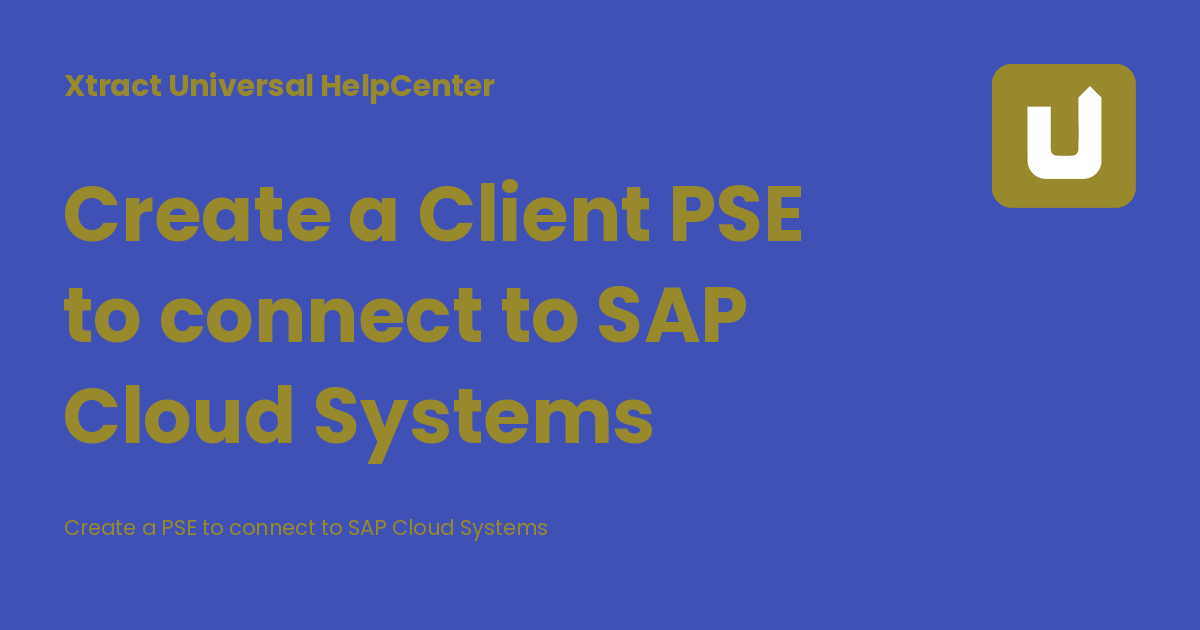 Xtract Universal HelpCenter
Create a Client PSE
to connect to SAP
Cloud Systems
Create a PSE to connect to SAP Cloud Systems